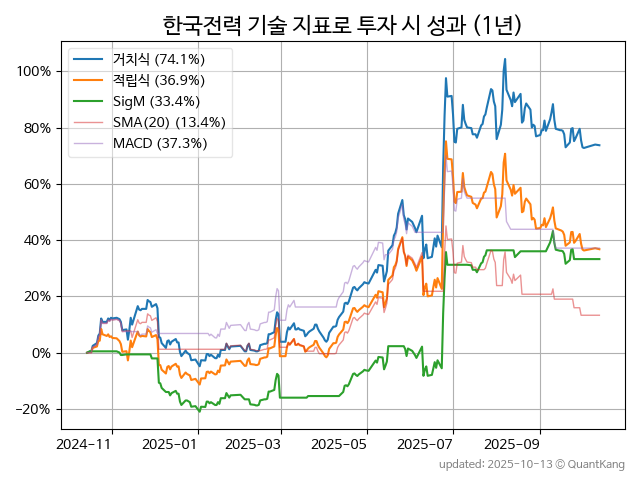 한국전력 기술 지표로 투자 시 성과 (1년)
거치식 (74.1%)
적립식 (36.9%)
SigM (33.4%)
SMA(20) (13.4%)
MACD (37.3%)
100%
80%
60%
40%
20%
0%
−20%
2024-11 2025-01 2025-03 2025-05 2025-07 2025-09
updated: 2025-10-13 © QuantKang